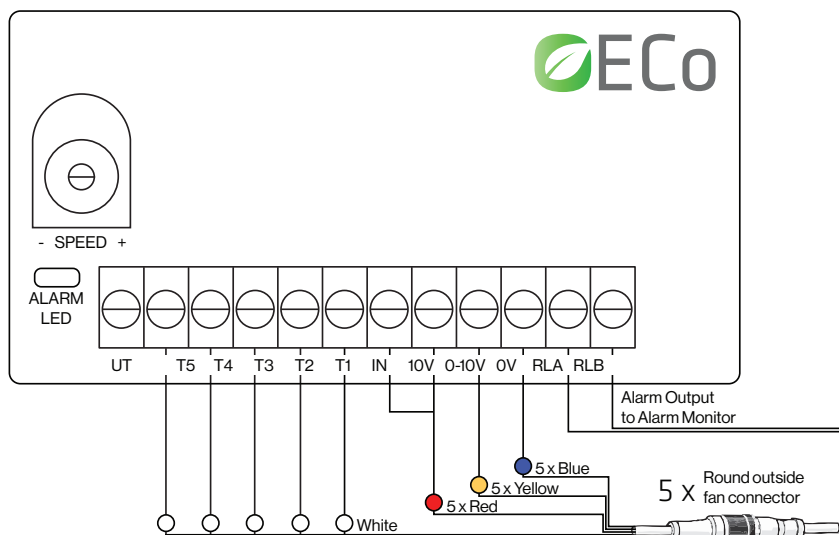 ECo
- SPEED +
ALARM
LED
UT T5 T4 T3 T2 T1 IN 10V 0-10V 0V RLA RLB
Alarm Output
to Alarm Monitor
5 x Blue
5 x Yellow
5 x Red
White
5 x Round outside
fan connector